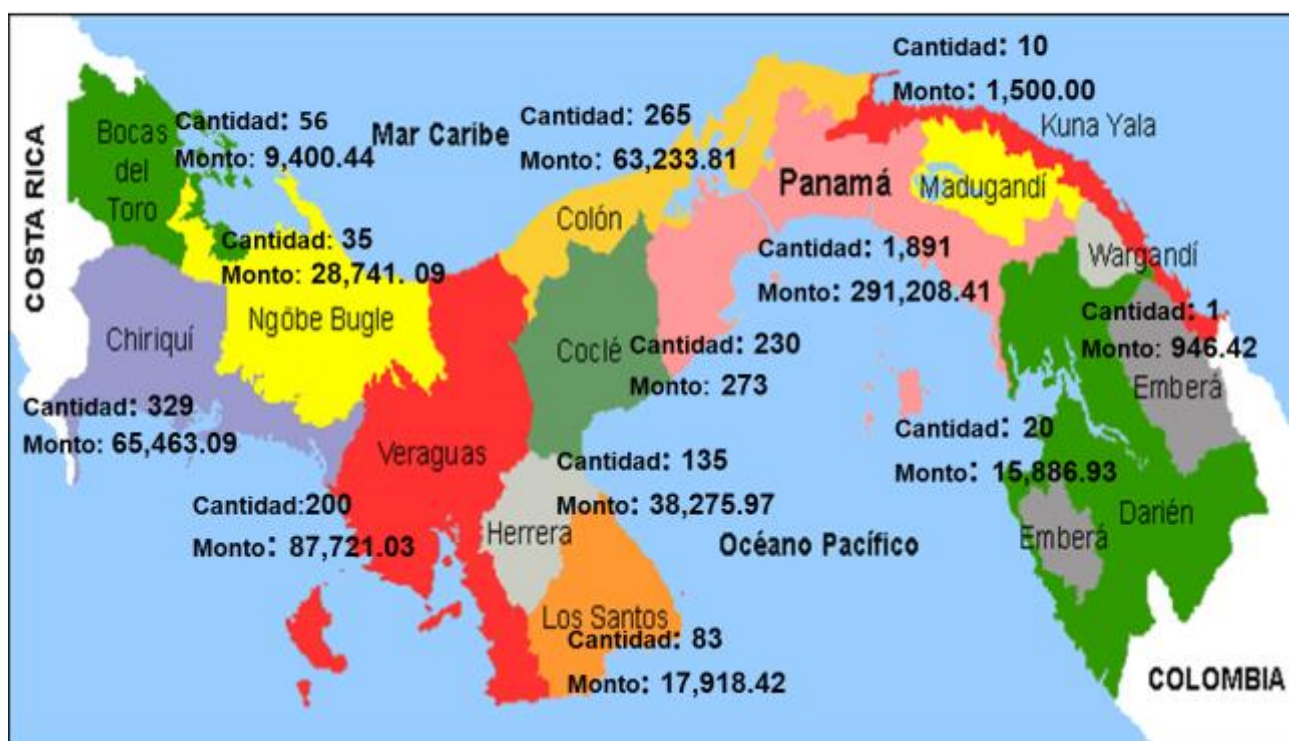 Cantidad: 10
Monto: 1,500.00
Kuna Yala
COSTA RICA
Bocas
del
Toro
Cantidad: 56
Monto: 9,400.44
Mar Caribe
Cantidad: 265
Monto: 63,233.81
Panamá
Madugandí
Colón
Cantidad: 35
Monto: 28,741. 09
Cantidad: 1,891
Monto: 291,208.41
Wargandí
Ngöbe Bugle
Chiriquí
Coclé
Cantidad: 230
Monto: 273
Cantidad: 1
Monto: 946.42
Emberá
Cantidad: 329
Monto: 65,463.09
Veraguas
Cantidad: 20
Monto: 15,886.93
Cantidad: 135
Monto: 38,275.97
Cantidad:200
Monto: 87,721.03
Herrera
Océano Pacífico
Emberá
Darién
Los Santos
Cantidad: 83
Monto: 17,918.42
COLOMBIA